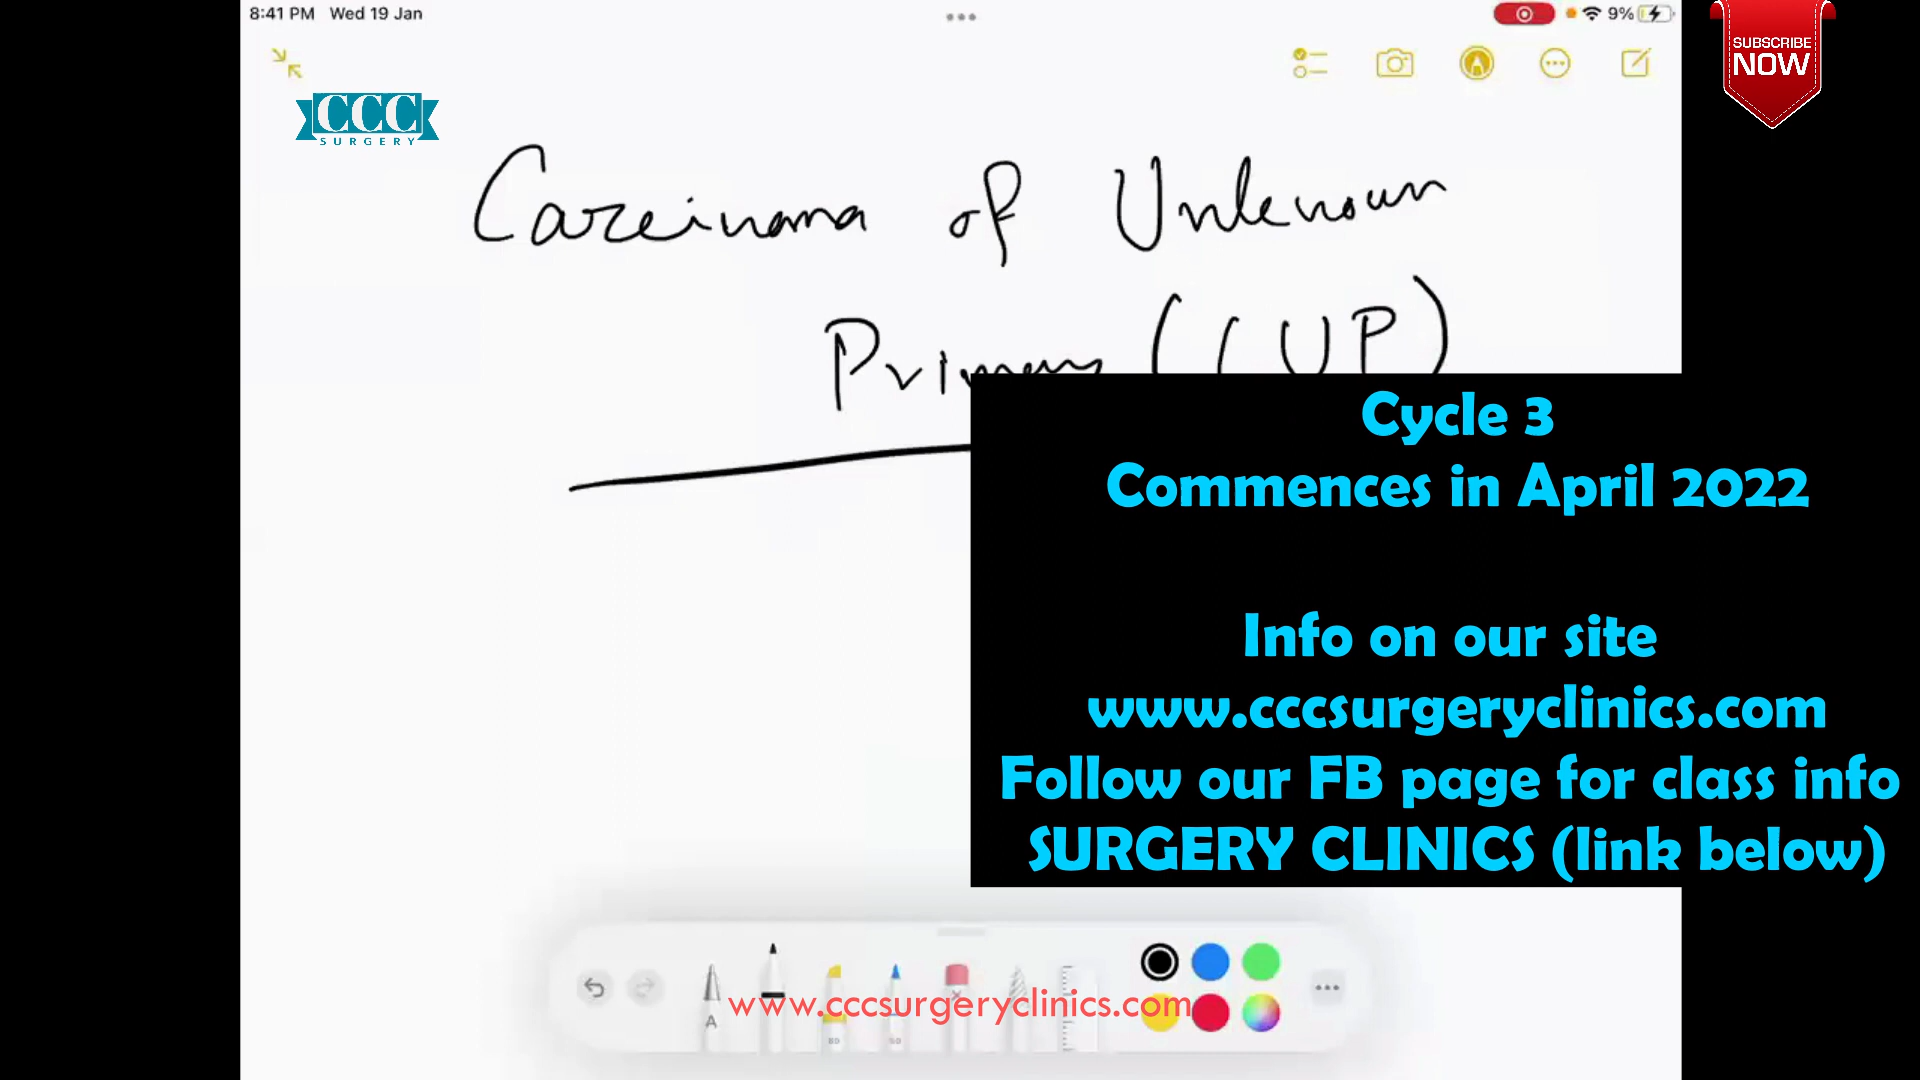 8:41 PM Wed 19 Jan
9%
SUBSCRIBE
NOW
CCC
SURGERY
Carcinoma of Unknown
Primary (CUP)
Cycle 3
Commences in April 2022
Info on our site
www.cccsurgeryclinics.com
Follow our FB page for class info
SURGERY CLINICS (link below)
A
80
50
www.cccsurgeryclinics.com